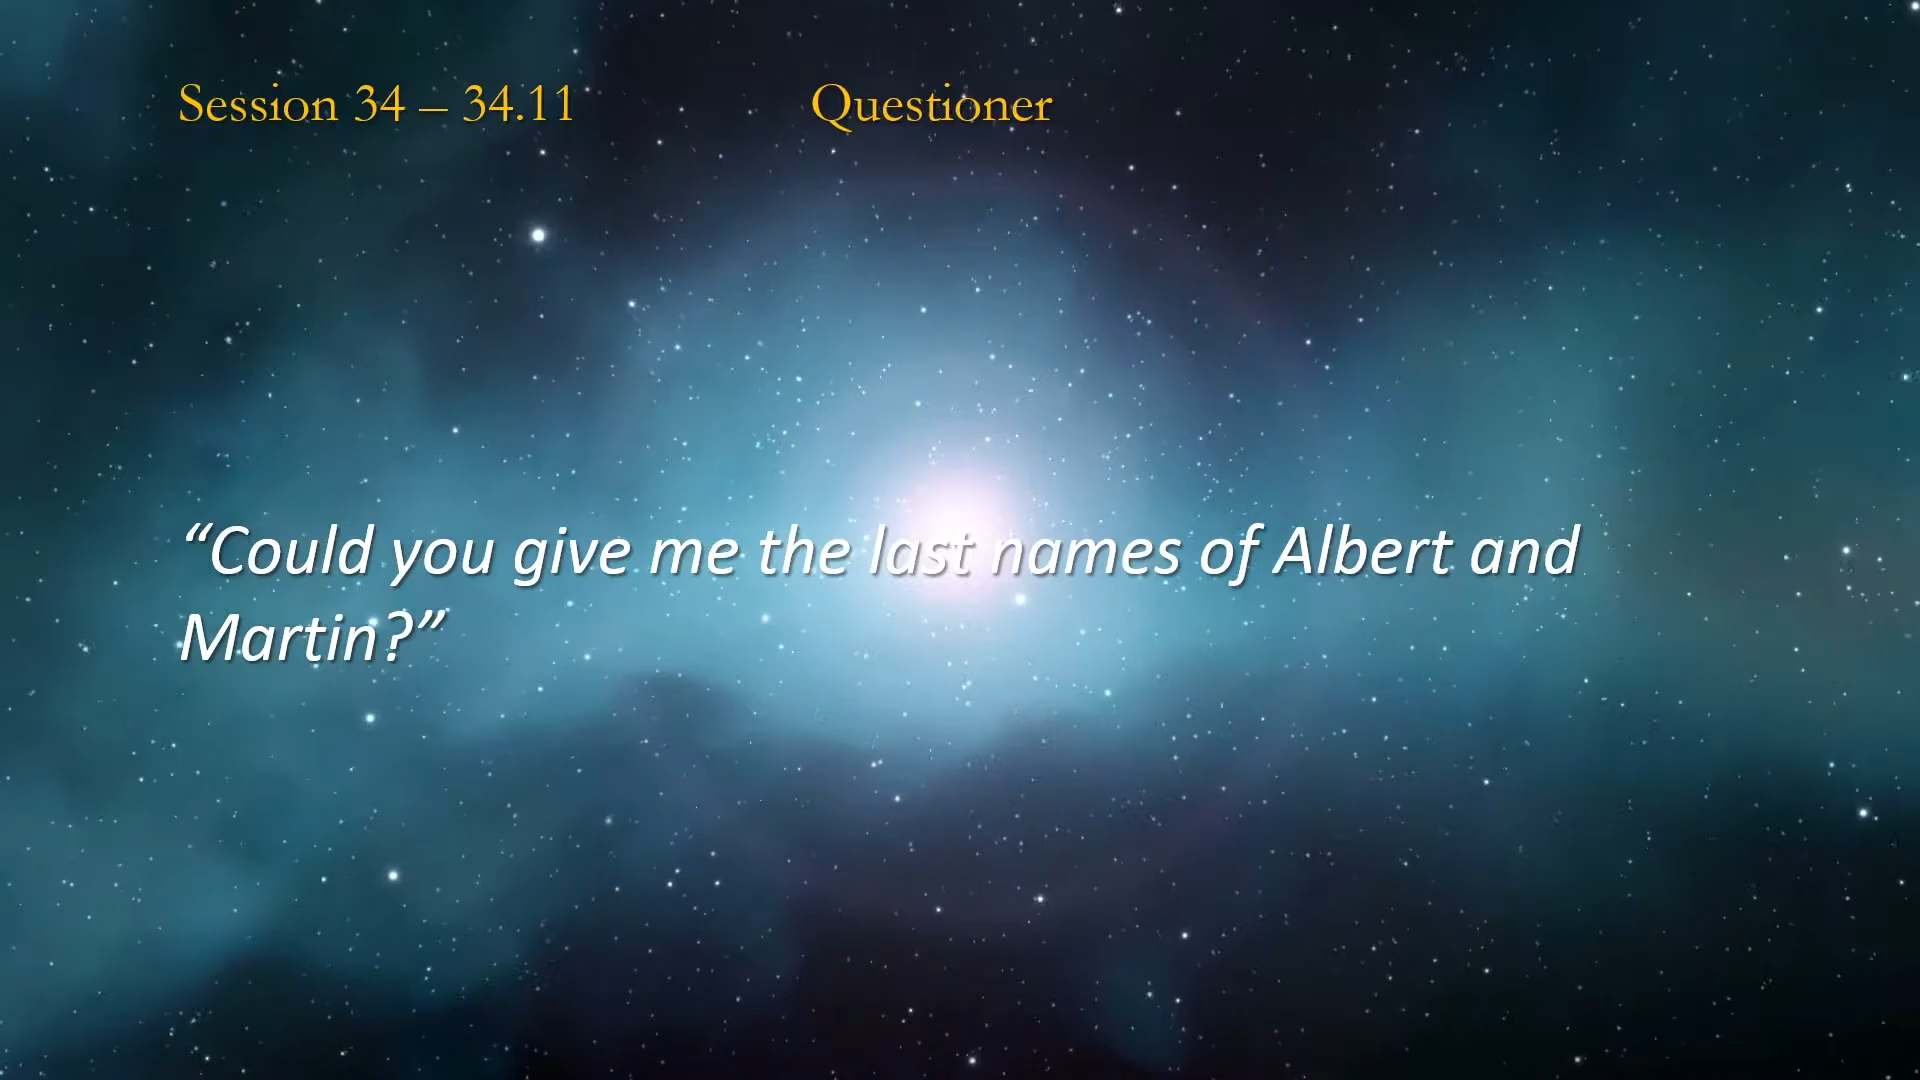 Session 34 – 34.11 Questioner
“Could you give me the last names of Albert and
Martin?”